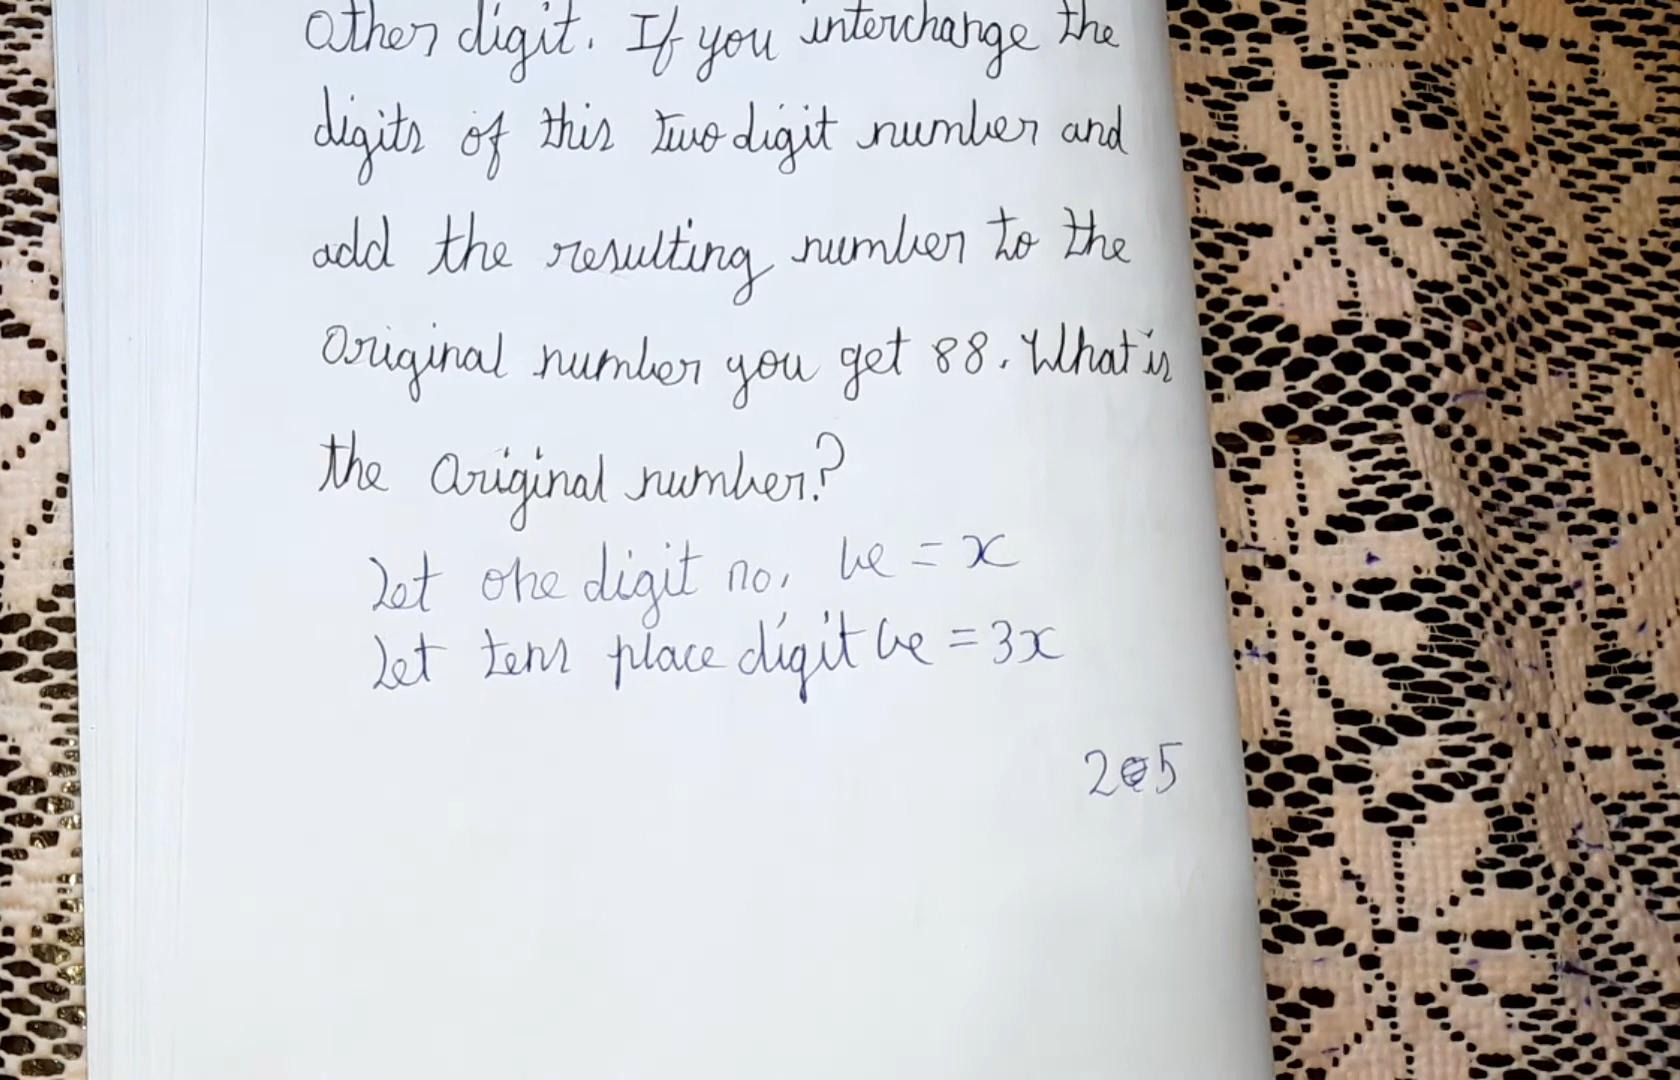 other digit. If you interchange the
digits of this two digit number and
add the resulting number to the
original number you get 88. What is
the original number?
Let one digit no. be = x
Let tens place digit be = 3x